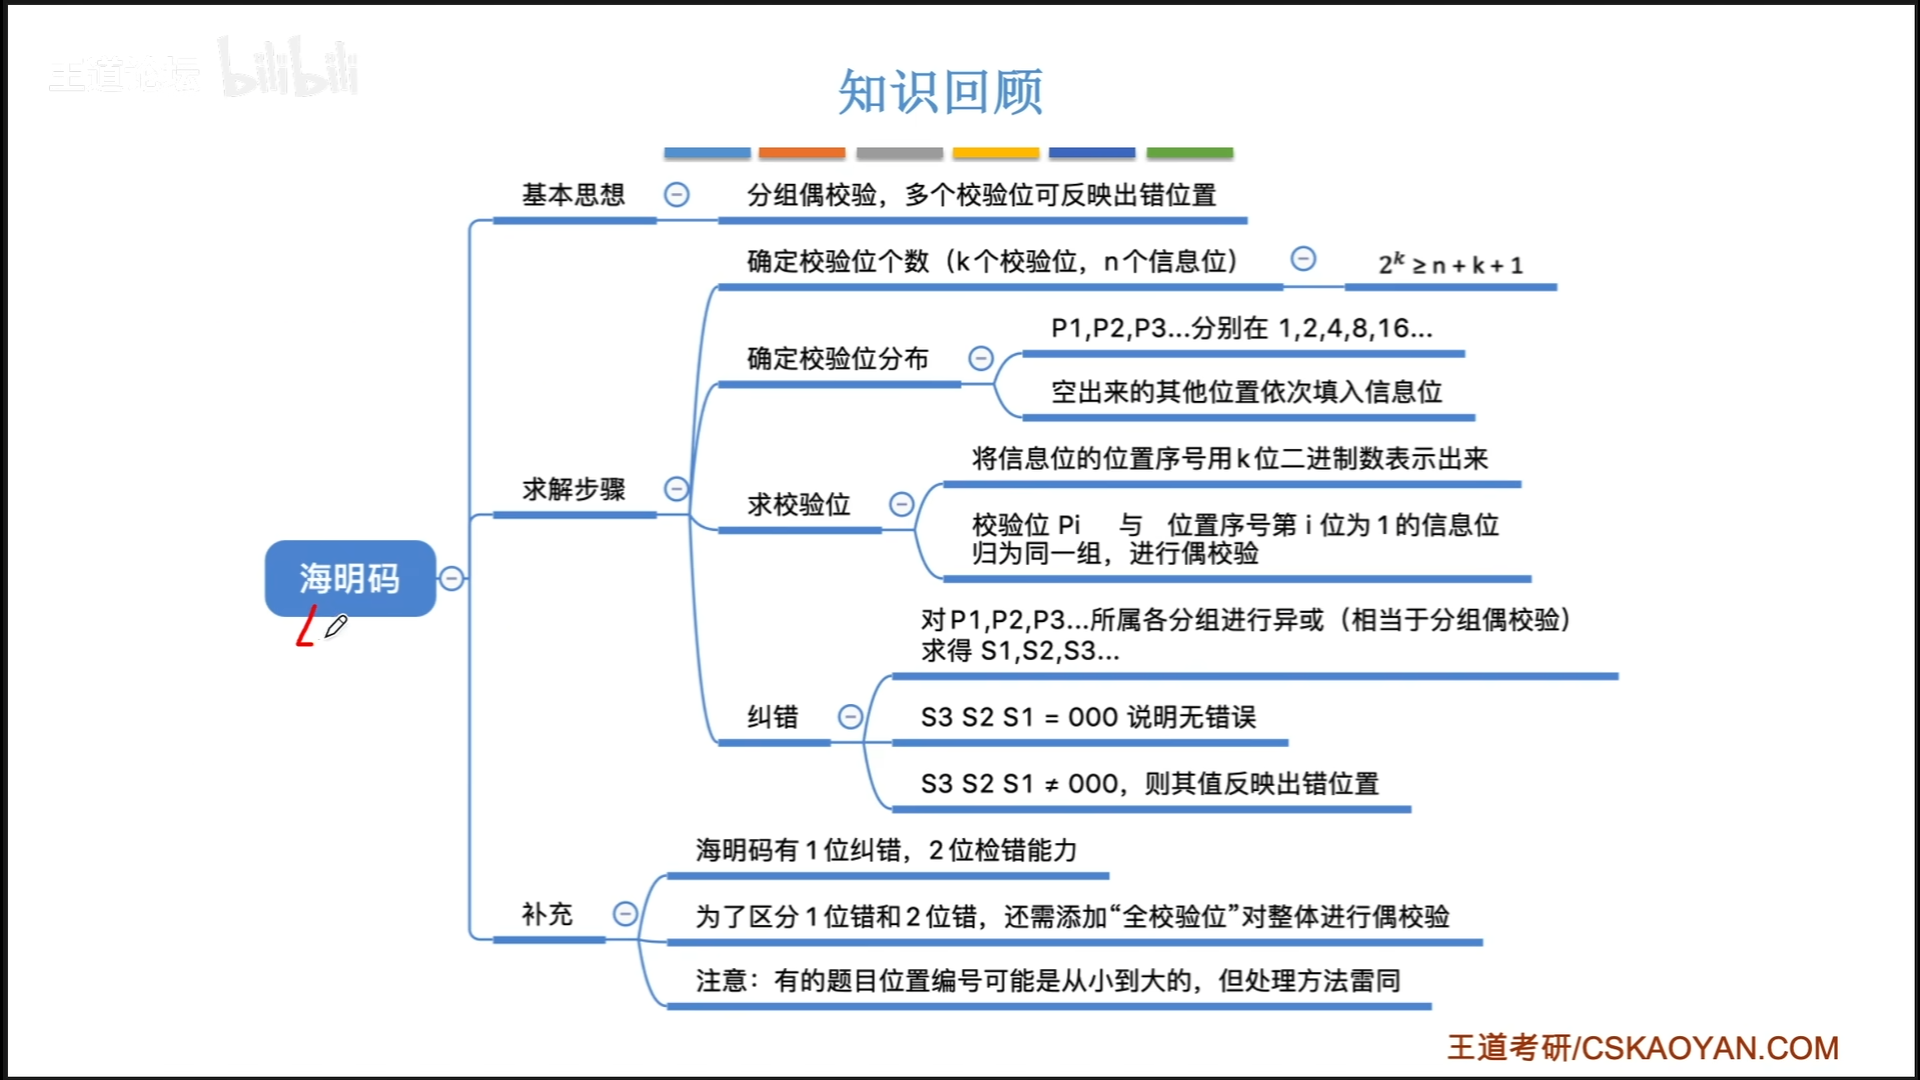 王道论坛 bilibili
知识回顾
基本思想
分组偶校验，多个校验位可反映出错位置
确定校验位个数（k个校验位，n个信息位）
2ᵏ ≥ n + k + 1
P1,P2,P3...分别在 1,2,4,8,16...
确定校验位分布
空出来的其他位置依次填入信息位
将信息位的位置序号用k位二进制数表示出来
求解步骤
求校验位
校验位 Pi 与 位置序号第 i 位为 1 的信息位
归为同一组，进行偶校验
海明码
对P1,P2,P3...所属各分组进行异或（相当于分组偶校验）
求得 S1,S2,S3...
纠错
S3 S2 S1 = 000 说明无错误
S3 S2 S1 ≠ 000，则其值反映出错位置
海明码有 1 位纠错，2 位检错能力
补充
为了区分 1 位错和 2 位错，还需添加“全校验位”对整体进行偶校验
注意：有的题目位置编号可能是从小到大的，但处理方法雷同
王道考研/CSKAOYAN.COM